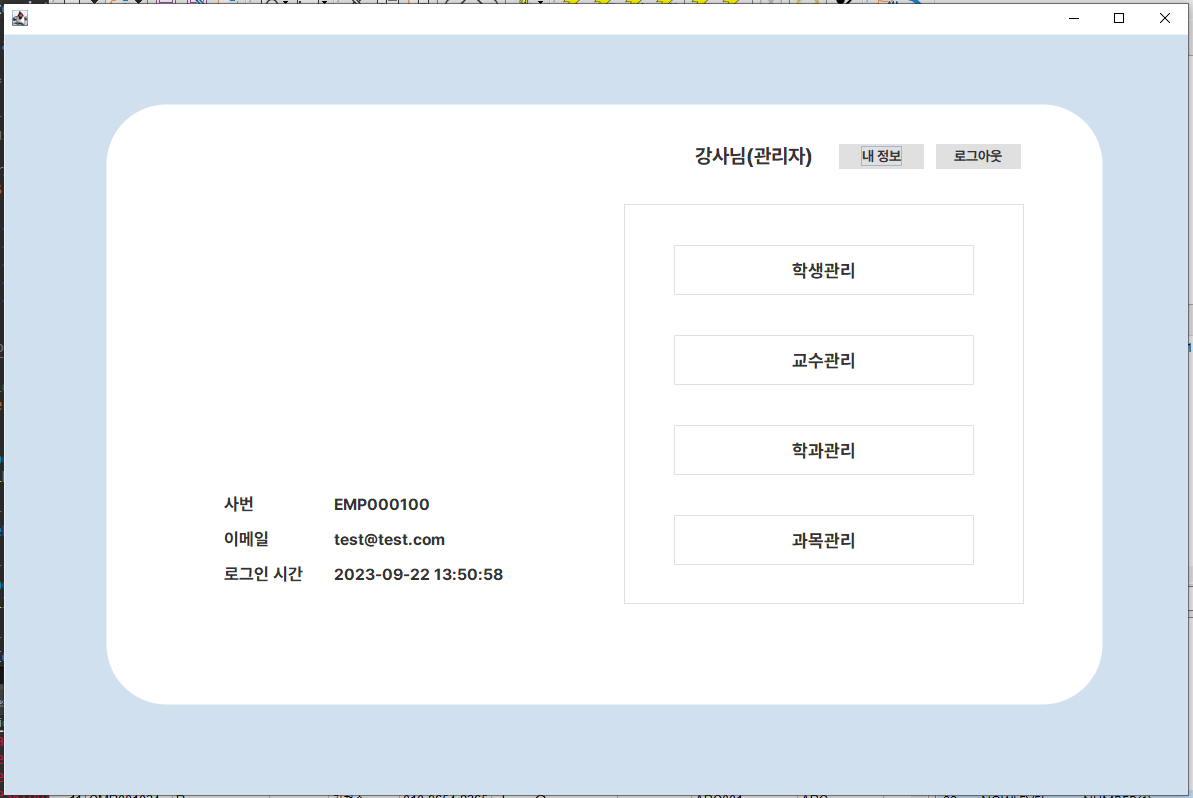 강사님(관리자) 내 정보 로그아웃
학생관리
교수관리
학과관리
과목관리
사번 EMP000100
이메일 test@test.com
로그인 시간 2023-09-22 13:50:58